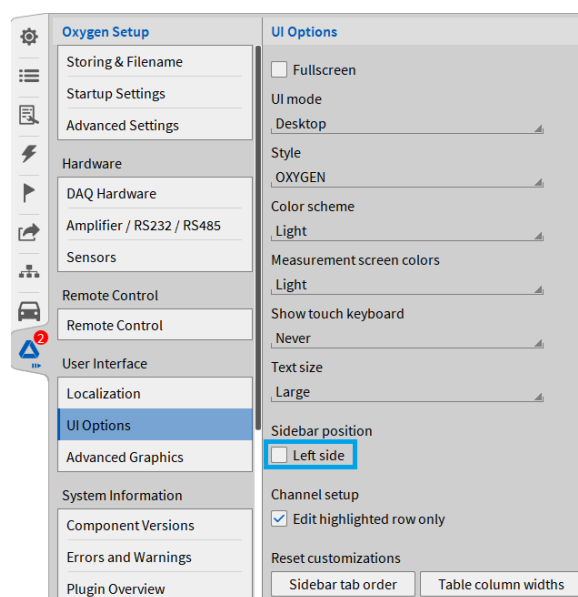 Oxygen Setup
Storing & Filename
Startup Settings
Advanced Settings
Hardware
DAQ Hardware
Amplifier / RS232 / RS485
Sensors
Remote Control
Remote Control
2
User Interface
Localization
UI Options
Advanced Graphics
System Information
Component Versions
Errors and Warnings
Plugin Overview
UI Options
Fullscreen
UI mode
Desktop
Style
OXYGEN
Color scheme
Light
Measurement screen colors
Light
Show touch keyboard
Never
Text size
Large
Sidebar position
Left side
Channel setup
Edit highlighted row only
Reset customizations
Sidebar tab order
Table column widths